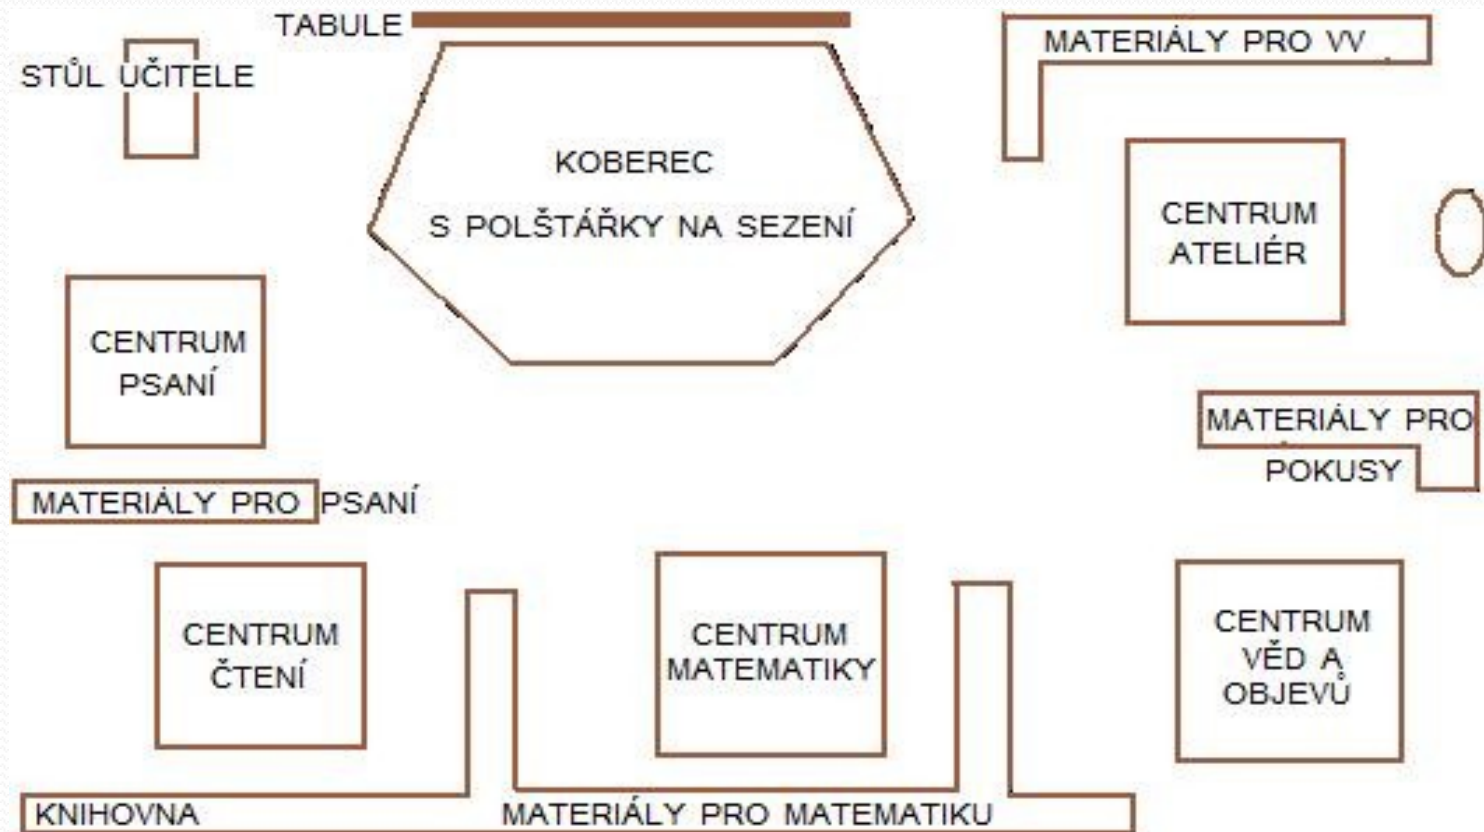 TABULE
MATERIÁLY PRO VV
STŮL UČITELE
KOBEREC
S POLŠTÁŘKY NA SEZENÍ
CENTRUM
ATELIÉR
CENTRUM
PSANÍ
MATERIÁLY PRO
POKUSY
MATERIÁLY PRO PSANÍ
CENTRUM
ČTENÍ
CENTRUM
MATEMATIKY
CENTRUM
VĚD A
OBJEVŮ
KNIHOVNA
MATERIÁLY PRO MATEMATIKU